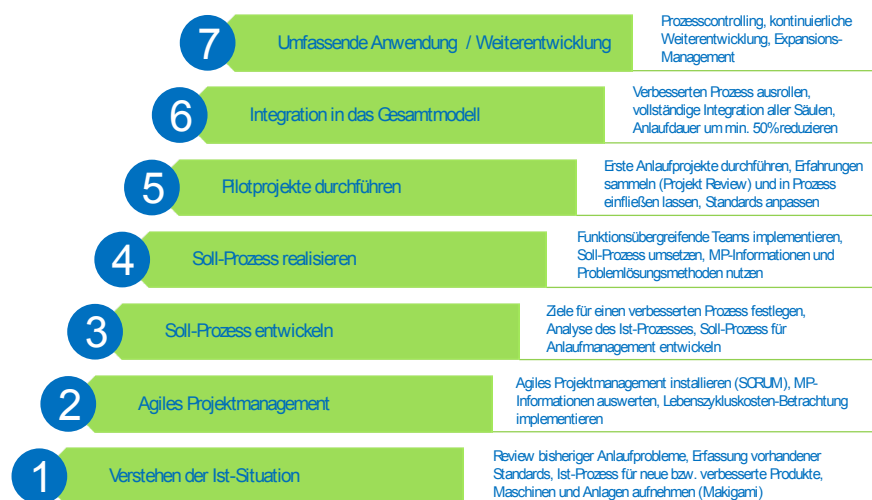 7
Umfassende Anwendung / Weiterentwicklung
Prozesscontrolling, kontinuierliche
Weiterentwicklung, Expansions-
Management
6
Integration in das Gesamtmodell
Verbesserten Prozess ausrollen,
vollständige Integration aller Säulen,
Anlaufdauer um min. 50% reduzieren
5
Pilotprojekte durchführen
Erste Anlaufprojekte durchführen, Erfahrungen
sammeln (Projekt Review) und in Prozess
einfließen lassen, Standards anpassen
4
Soll-Prozess realisieren
Funktionsübergreifende Teams implementieren,
Soll-Prozess umsetzen, MP-Informationen und
Problemlösungsmethoden nutzen
3
Soll-Prozess entwickeln
Ziele für einen verbesserten Prozess festlegen,
Analyse des Ist-Prozesses, Soll-Prozess für
Anlaufmanagement entwickeln
2
Agiles Projektmanagement
Agiles Projektmanagement installieren (SCRUM), MP-
Informationen auswerten, Lebenszykluskosten-Betrachtung
implementieren
1
Verstehen der Ist-Situation
Review bisheriger Anlaufprobleme, Erfassung vorhandener
Standards, Ist-Prozess für neue bzw. verbesserte Produkte,
Maschinen und Anlagen aufnehmen (Makigami)